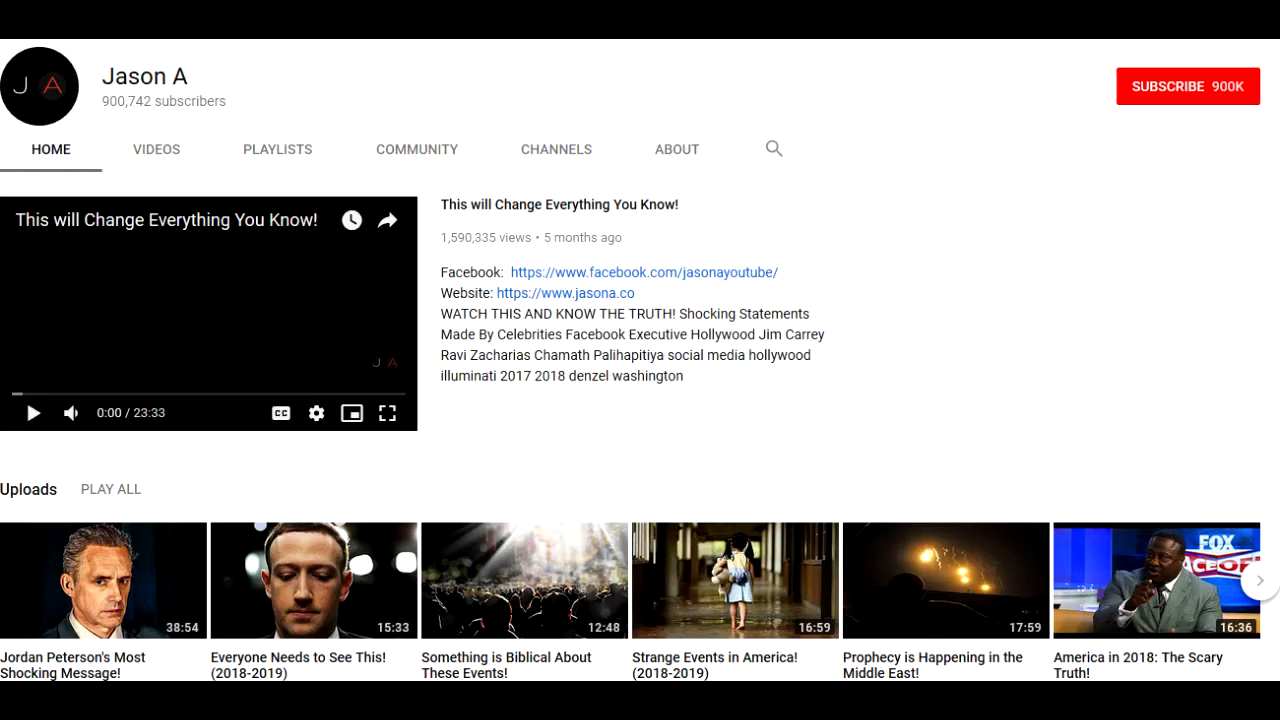 J A
Jason A
900,742 subscribers
SUBSCRIBE 900K
HOME VIDEOS PLAYLISTS COMMUNITY CHANNELS ABOUT
This will Change Everything You Know!
J A
CC
0:00 / 23:33
This will Change Everything You Know!
1,590,335 views • 5 months ago
Facebook: https://www.facebook.com/jasonayoutube/
Website: https://www.jasona.co
WATCH THIS AND KNOW THE TRUTH! Shocking Statements
Made By Celebrities Facebook Executive Hollywood Jim Carrey
Ravi Zacharias Chamath Palihapitiya social media hollywood
illuminati 2017 2018 denzel washington
Uploads PLAY ALL
38:54
Jordan Peterson's Most
Shocking Message!
15:33
Everyone Needs to See This!
(2018-2019)
12:48
Something is Biblical About
These Events!
16:59
Strange Events in America!
(2018-2019)
17:59
Prophecy is Happening in the
Middle East!
FOX
16:36
America in 2018: The Scary
Truth!